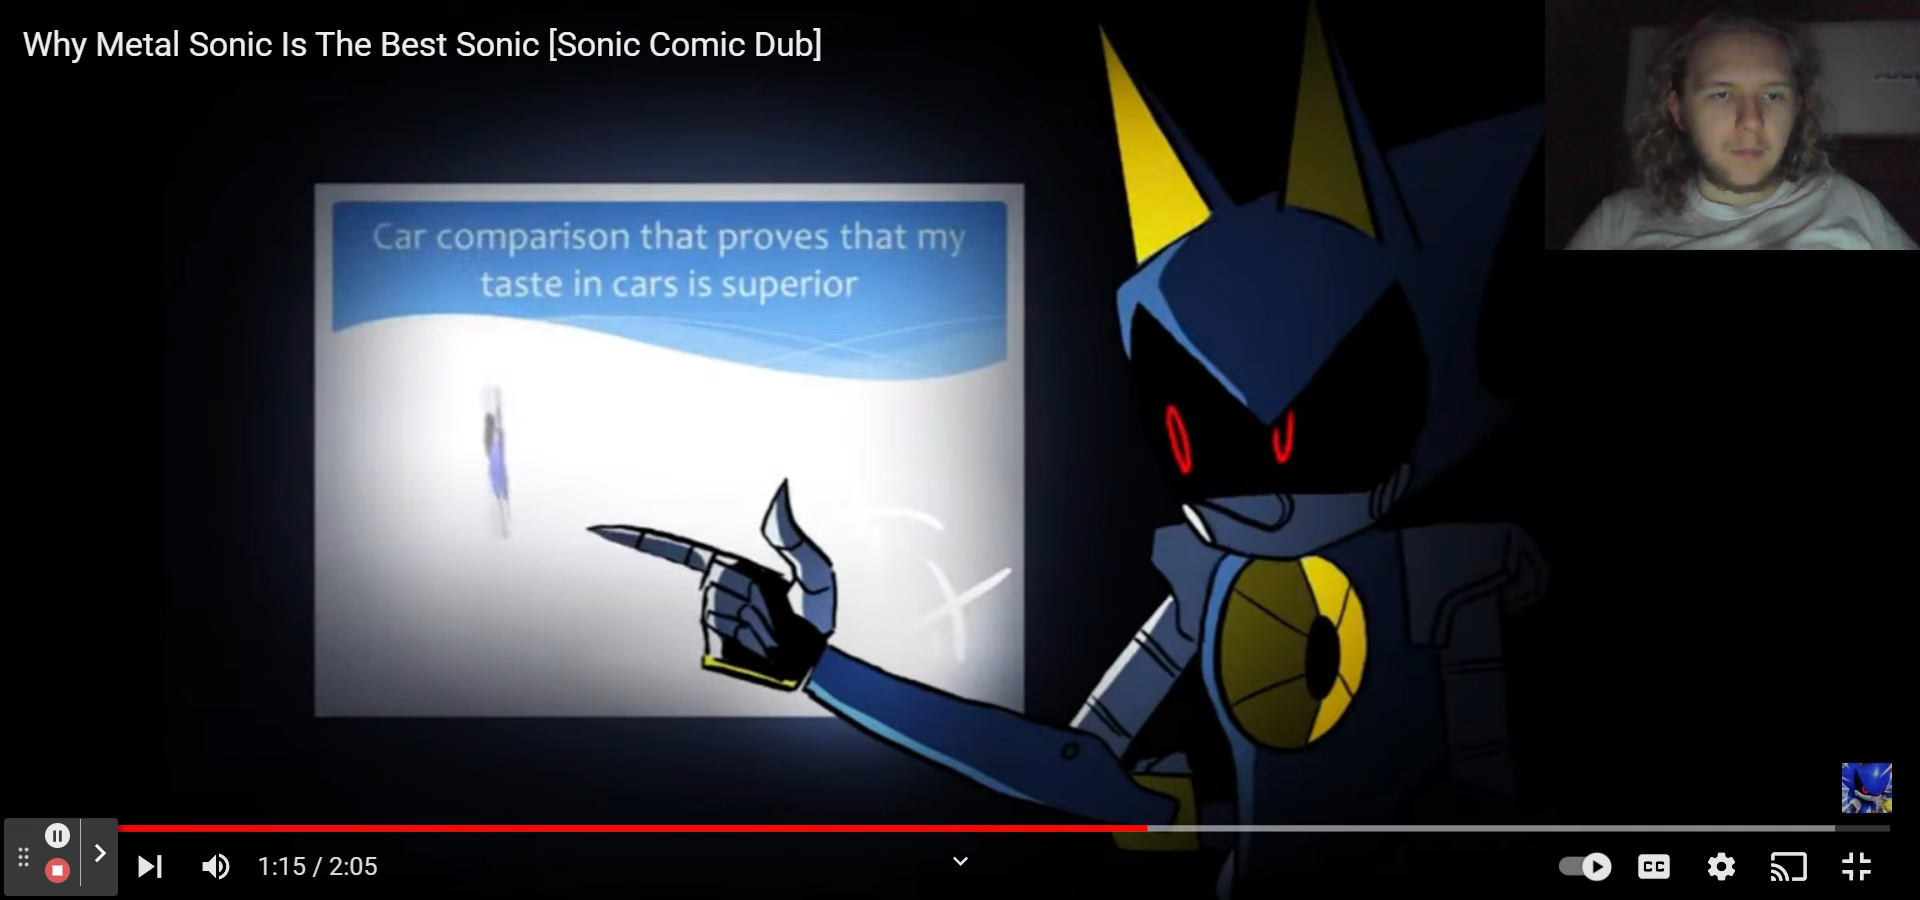 Why Metal Sonic Is The Best Sonic [Sonic Comic Dub]
Car comparison that proves that my
taste in cars is superior
1:15 / 2:05
CC